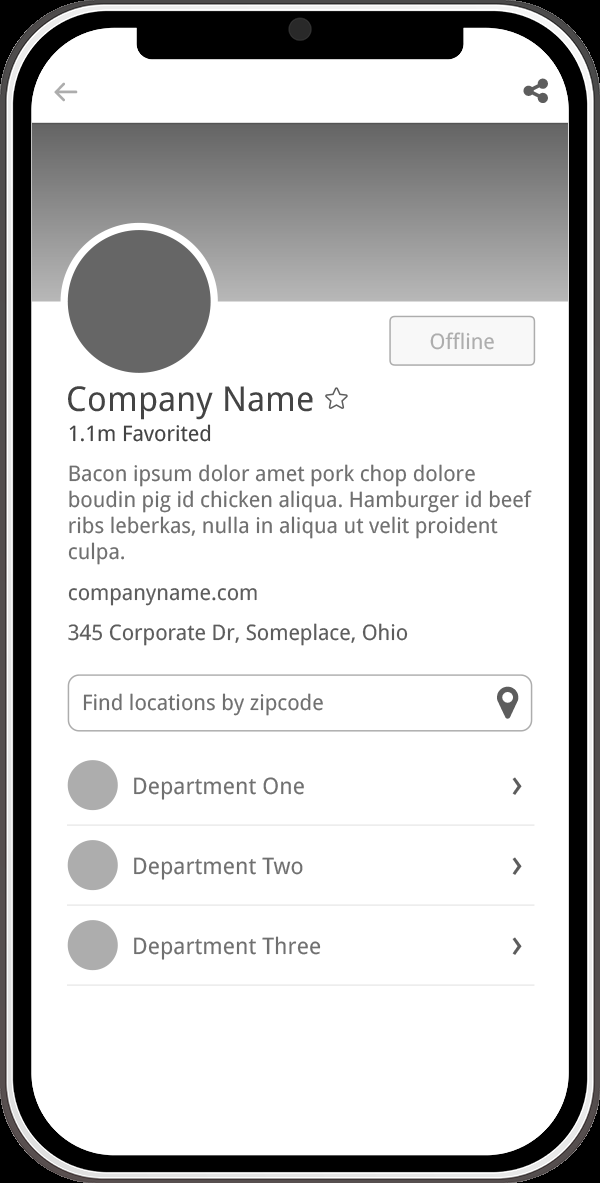 Offline
Company Name
1.1m Favorited
Bacon ipsum dolor amet pork chop dolore
boudin pig id chicken aliqua. Hamburger id beef
ribs leberkas, nulla in aliqua ut velit proident
culpa.
companyname.com
345 Corporate Dr, Someplace, Ohio
Find locations by zipcode
Department One
Department Two
Department Three